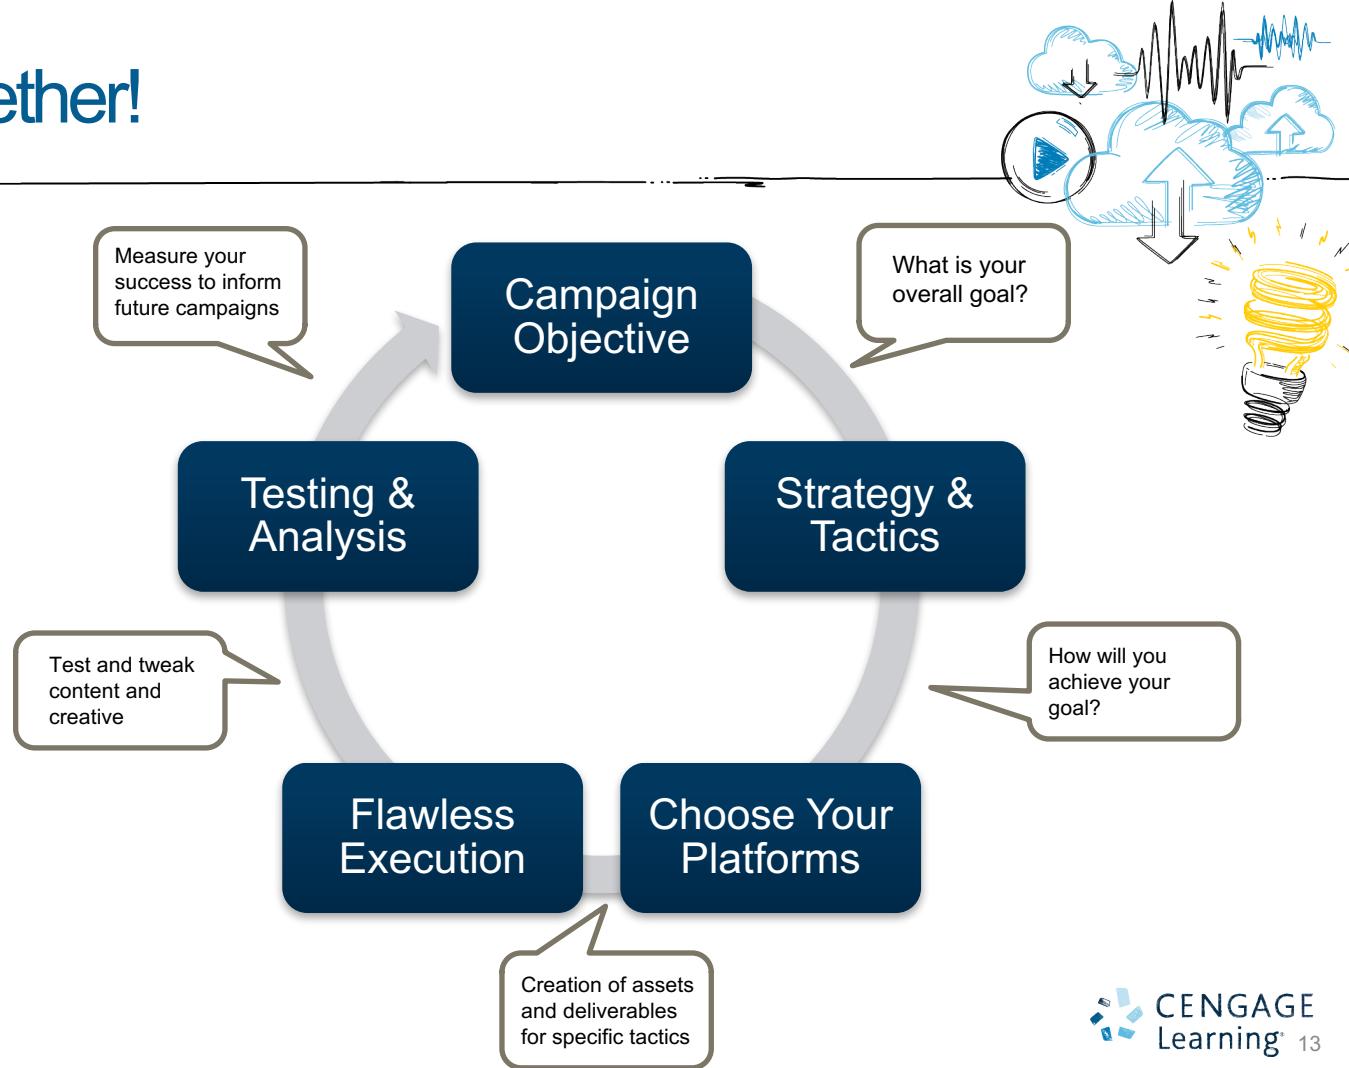 ether!
Measure your
success to inform
future campaigns
Campaign
Objective
What is your
overall goal?
Testing &
Analysis
Strategy &
Tactics
Test and tweak
content and
creative
How will you
achieve your
goal?
Flawless
Execution
Choose Your
Platforms
Creation of assets
and deliverables
for specific tactics
CENGAGE
Learning®
13